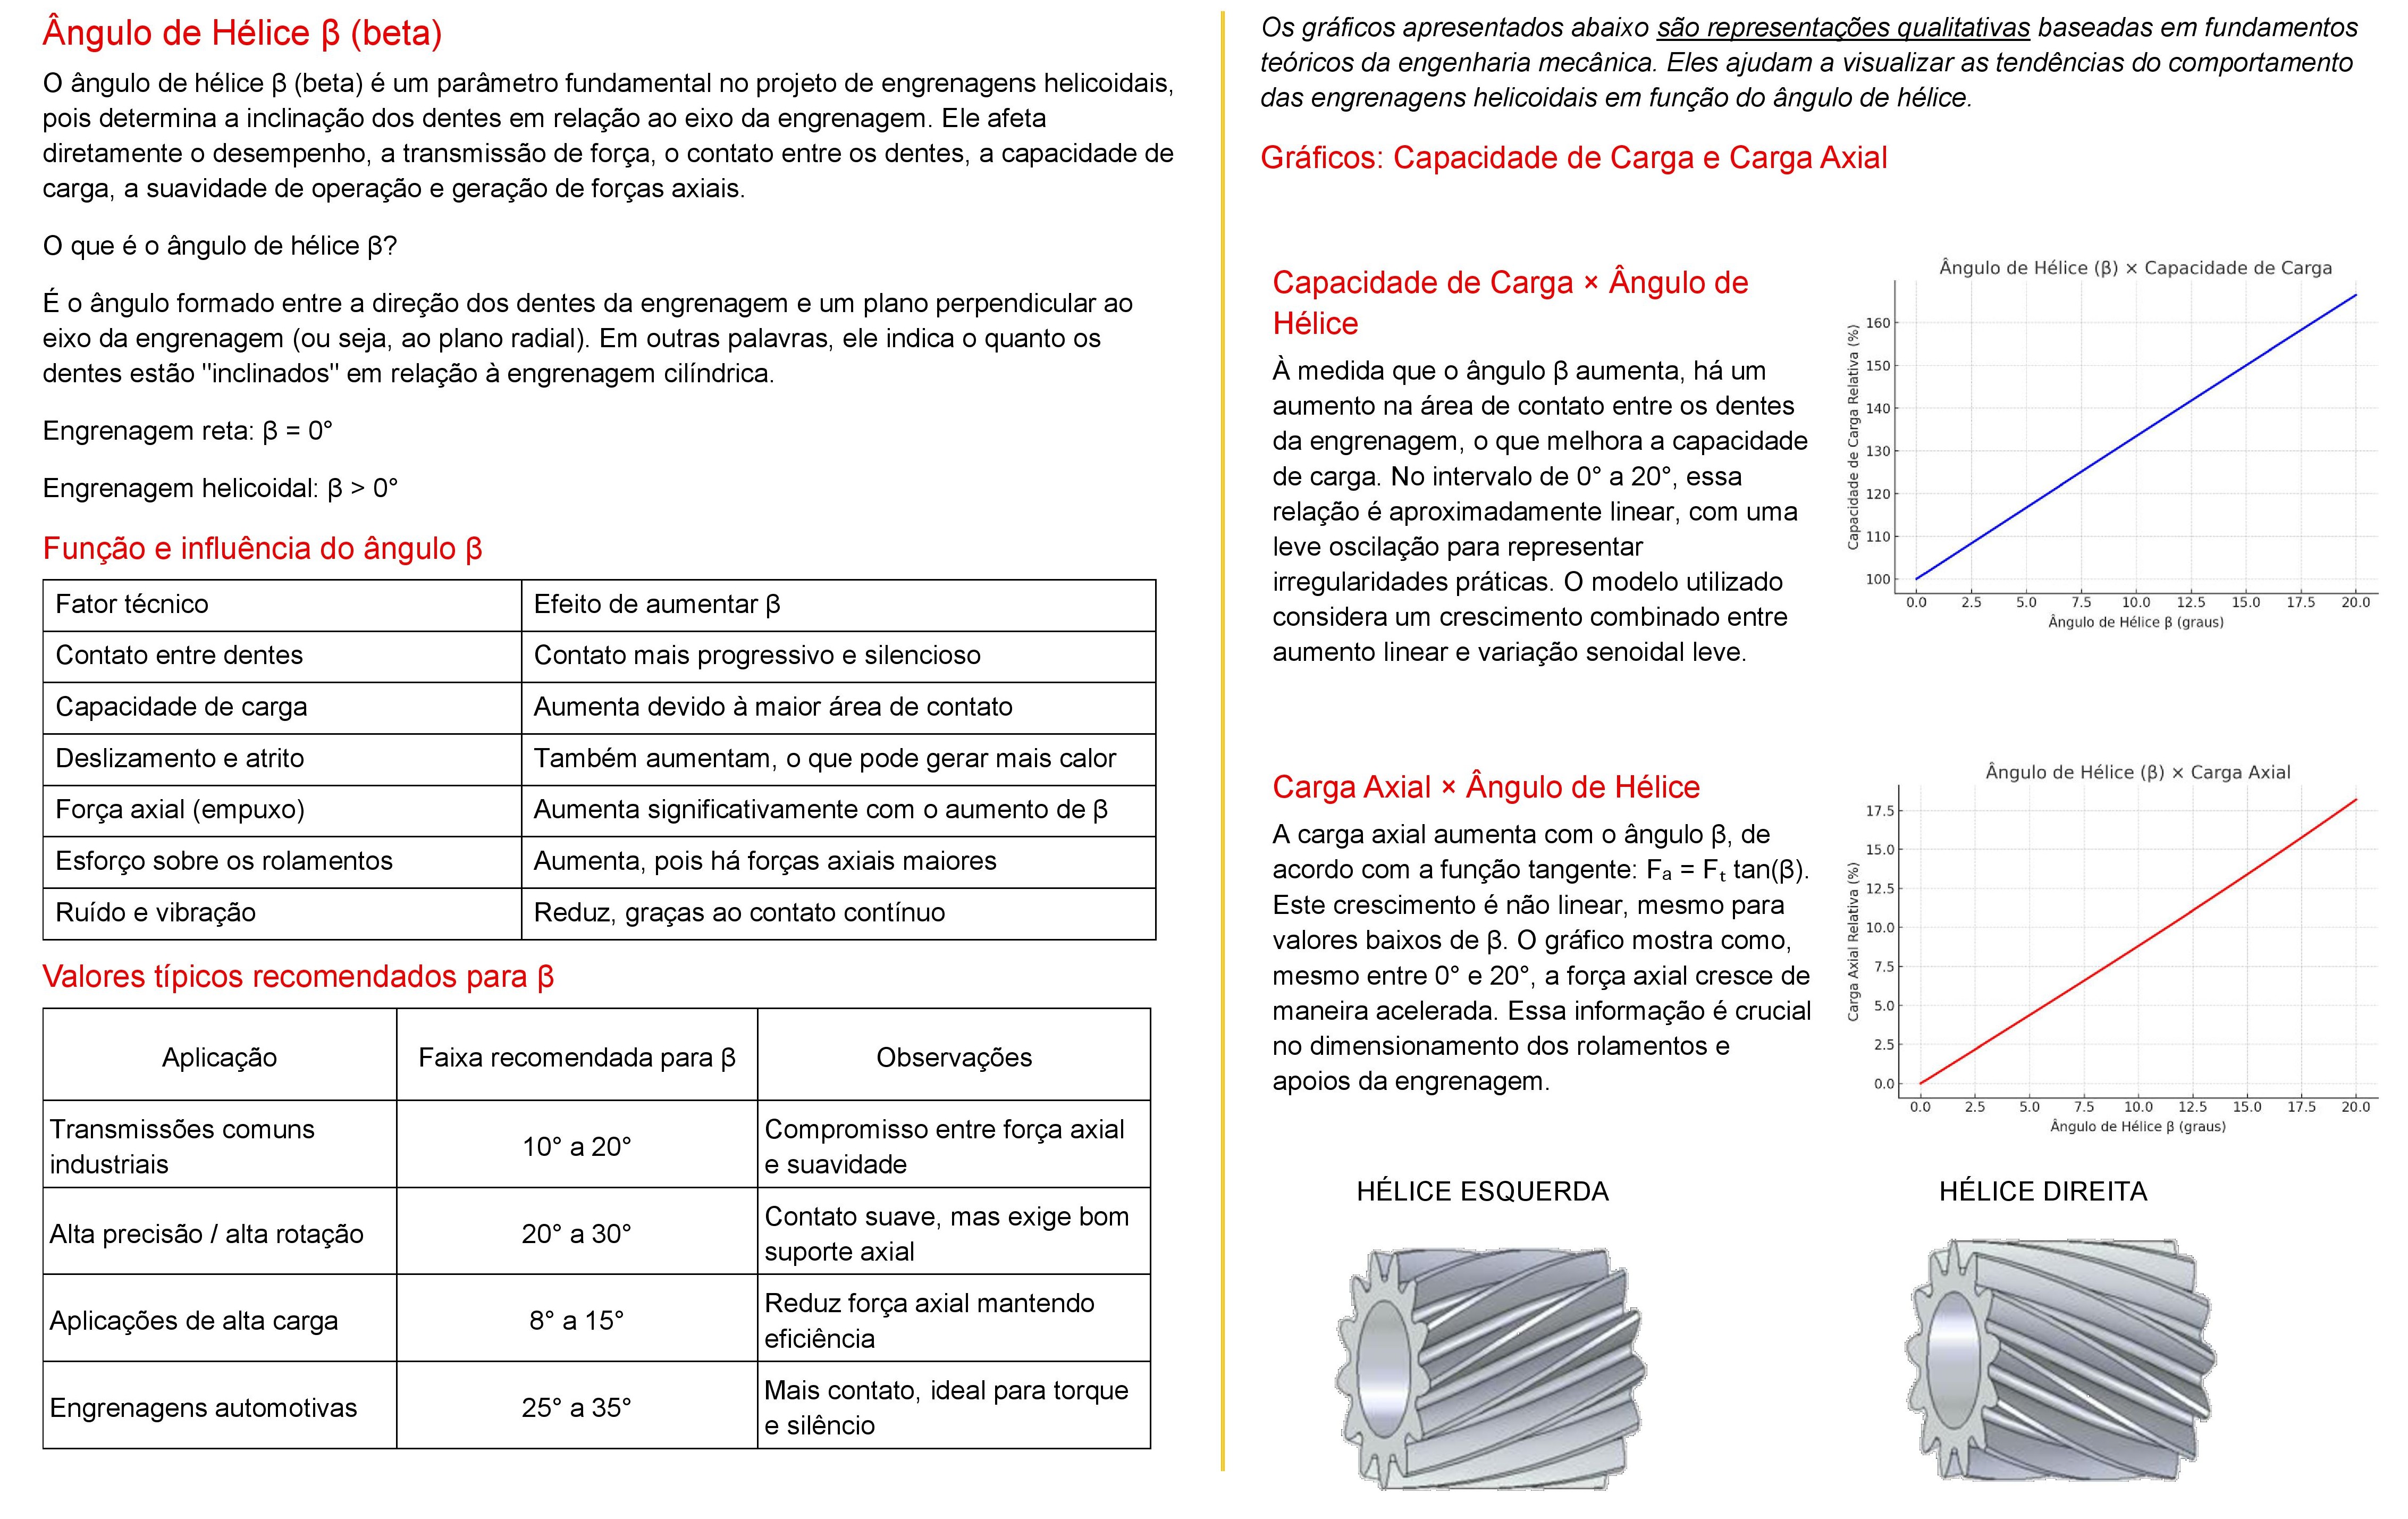 Ângulo de Hélice β (beta)
O ângulo de hélice β (beta) é um parâmetro fundamental no projeto de engrenagens helicoidais,
pois determina a inclinação dos dentes em relação ao eixo da engrenagem. Ele afeta
diretamente o desempenho, a transmissão de força, o contato entre os dentes, a capacidade de
carga, a suavidade de operação e geração de forças axiais.
O que é o ângulo de hélice β?
É o ângulo formado entre a direção dos dentes da engrenagem e um plano perpendicular ao
eixo da engrenagem (ou seja, ao plano radial). Em outras palavras, ele indica o quanto os
dentes estão "inclinados" em relação à engrenagem cilíndrica.
Engrenagem reta: β = 0°
Engrenagem helicoidal: β > 0°
Função e influência do ângulo β
Fator técnico
Efeito de aumentar β
Contato entre dentes
Contato mais progressivo e silencioso
Capacidade de carga
Aumenta devido à maior área de contato
Deslizamento e atrito
Também aumentam, o que pode gerar mais calor
Força axial (empuxo)
Aumenta significativamente com o aumento de β
Esforço sobre os rolamentos
Aumenta, pois há forças axiais maiores
Ruído e vibração
Reduz, graças ao contato contínuo
Valores típicos recomendados para β
Aplicação
Faixa recomendada para β
Observações
Transmissões comuns
industriais
10° a 20°
Compromisso entre força axial
e suavidade
Alta precisão / alta rotação
20° a 30°
Contato suave, mas exige bom
suporte axial
Aplicações de alta carga
8° a 15°
Reduz força axial mantendo
eficiência
Engrenagens automotivas
25° a 35°
Mais contato, ideal para torque
e silêncio
Os gráficos apresentados abaixo são representações qualitativas baseadas em fundamentos
teóricos da engenharia mecânica. Eles ajudam a visualizar as tendências do comportamento
das engrenagens helicoidais em função do ângulo de hélice.
Gráficos: Capacidade de Carga e Carga Axial
Capacidade de Carga × Ângulo de
Hélice
À medida que o ângulo β aumenta, há um
aumento na área de contato entre os dentes
da engrenagem, o que melhora a capacidade
de carga. No intervalo de 0° a 20°, essa
relação é aproximadamente linear, com uma
leve oscilação para representar
irregularidades práticas. O modelo utilizado
considera um crescimento combinado entre
aumento linear e variação senoidal leve.
Ângulo de Hélice (β) × Capacidade de Carga
Capacidade de Carga Relativa (%)
160
150
140
130
120
110
100
0.0 2.5 5.0 7.5 10.0 12.5 15.0 17.5 20.0
Ângulo de Hélice β (graus)
Carga Axial × Ângulo de Hélice
A carga axial aumenta com o ângulo β, de
acordo com a função tangente: Fₐ = Fₜ tan(β).
Este crescimento é não linear, mesmo para
valores baixos de β. O gráfico mostra como,
mesmo entre 0° e 20°, a força axial cresce de
maneira acelerada. Essa informação é crucial
no dimensionamento dos rolamentos e
apoios da engrenagem.
Ângulo de Hélice (β) × Carga Axial
Carga Axial Relativa (%)
17.5
15.0
12.5
10.0
7.5
5.0
2.5
0.0
0.0 2.5 5.0 7.5 10.0 12.5 15.0 17.5 20.0
Ângulo de Hélice β (graus)
HÉLICE ESQUERDA
HÉLICE DIREITA